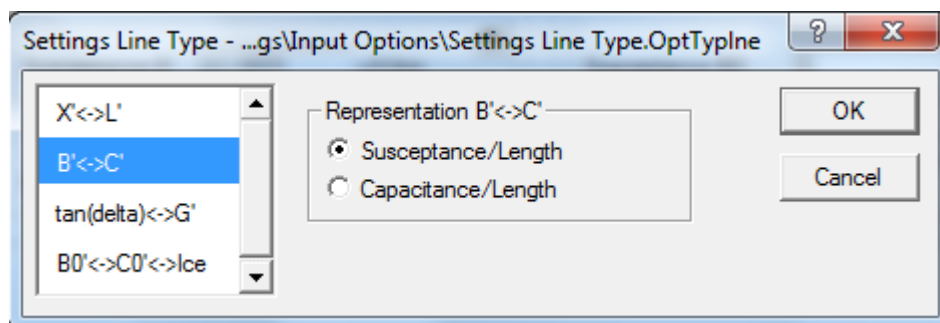 Settings Line Type - ...gs\Input Options\Settings Line Type.OptTypIne
X'<->L'
B'<->C'
tan(delta)<->G'
B0'<->C0'<->Ice
Representation B'<->C'
Susceptance/Length
Capacitance/Length
OK
Cancel